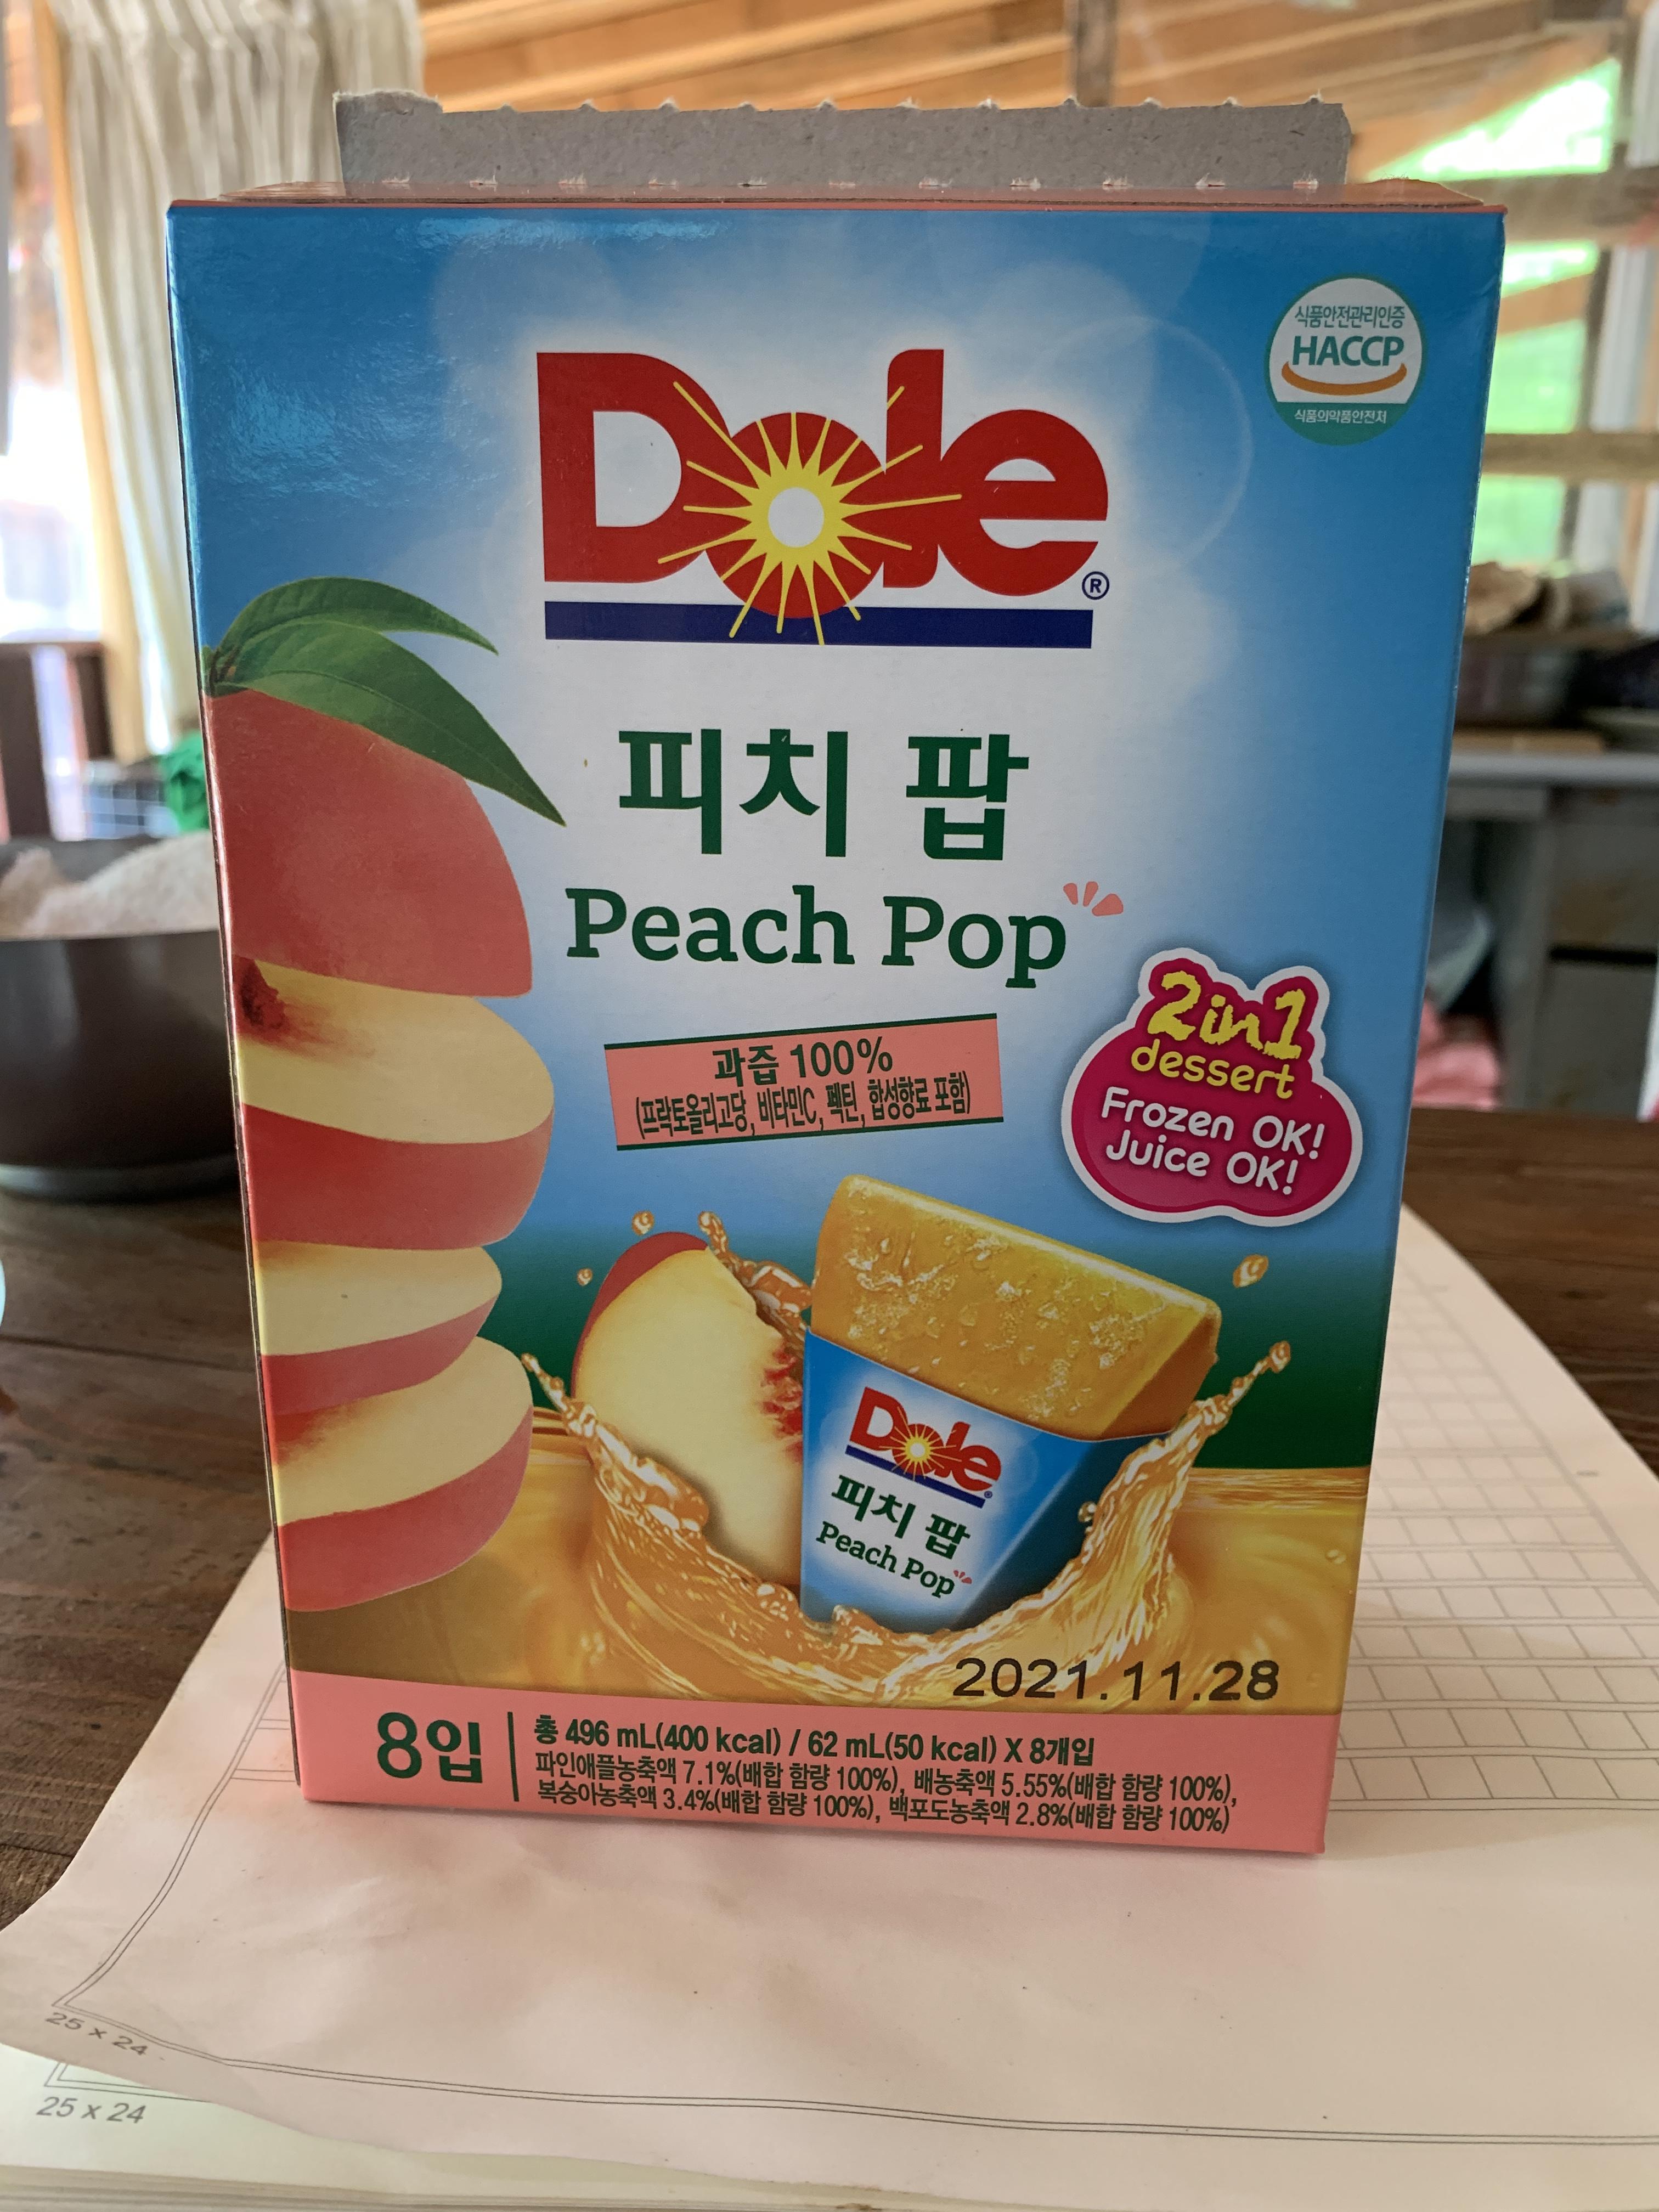 식품안전관리인증
HACCP
식품의약품안전처
Dole®
피치 팝
Peach Pop
과즙 100%
(프락토올리고당, 비타민C, 펙틴, 합성향료 포함)
2in1
dessert
Frozen OK!
Juice OK!
Dole®
피치 팝
Peach Pop
2021.11.28
8입
총 496 mL(400 kcal) / 62 mL(50 kcal) X 8개입
파인애플농축액 7.1%(배합 함량 100%), 배농축액 5.55%(배합 함량 100%),
복숭아농축액 3.4%(배합 함량 100%), 백포도농축액 2.8%(배합 함량 100%)
25 x 24
25 x 24